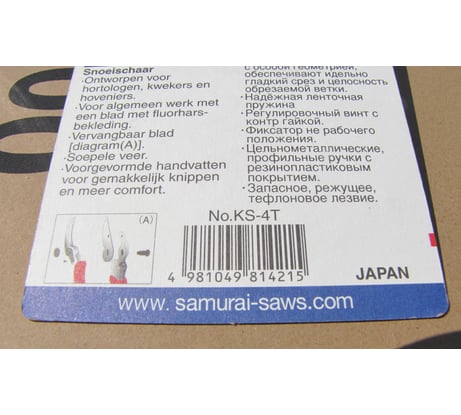 Snoeischaar
·Ontworpen voor
hortologen, kwekers en
hoveniers.
·Voor algemeen werk met
een blad met fluorhars-
bekleding.
·Vervangbaar blad
[diagram(A)].
·Soepele veer.
·Voorgevormde handvatten
voor gemakkelijk knippen
en meer comfort.
с особой геометрией,
обеспечивают идеально
гладкий срез и целосность
обрезаемой ветки.
·Надёжная ленточная
пружина
·Регулировочный винт с
контр гайкой.
·Фиксатор не рабочего
положения.
·Цельнометаллические,
профильные ручки с
резинопластиковым
покрытием.
·Запасное, режущее,
тефлоновое лезвие.
(A)
No.KS-4T
4 981049 814215
JAPAN
www. samurai-saws.com